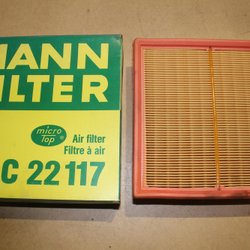 MANN
FILTER
micro
Top
Air filter
Filtre à air
C 22 117